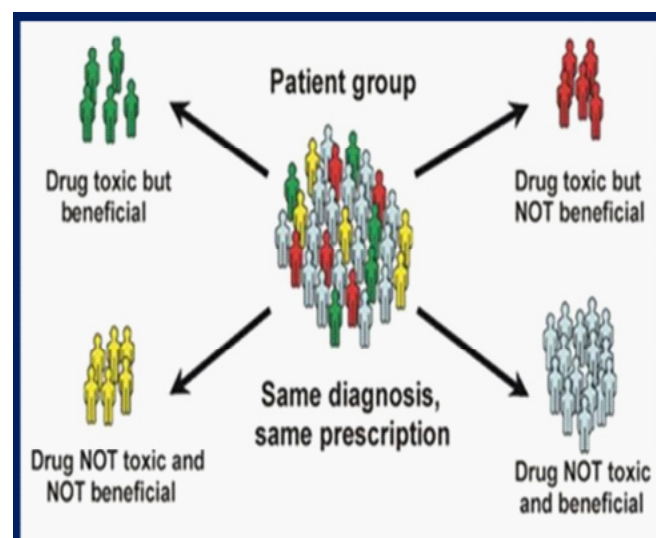 Patient group
Drug toxic but
beneficial
Drug toxic but
NOT beneficial
Same diagnosis,
same prescription
Drug NOT toxic and
NOT beneficial
Drug NOT toxic
and beneficial